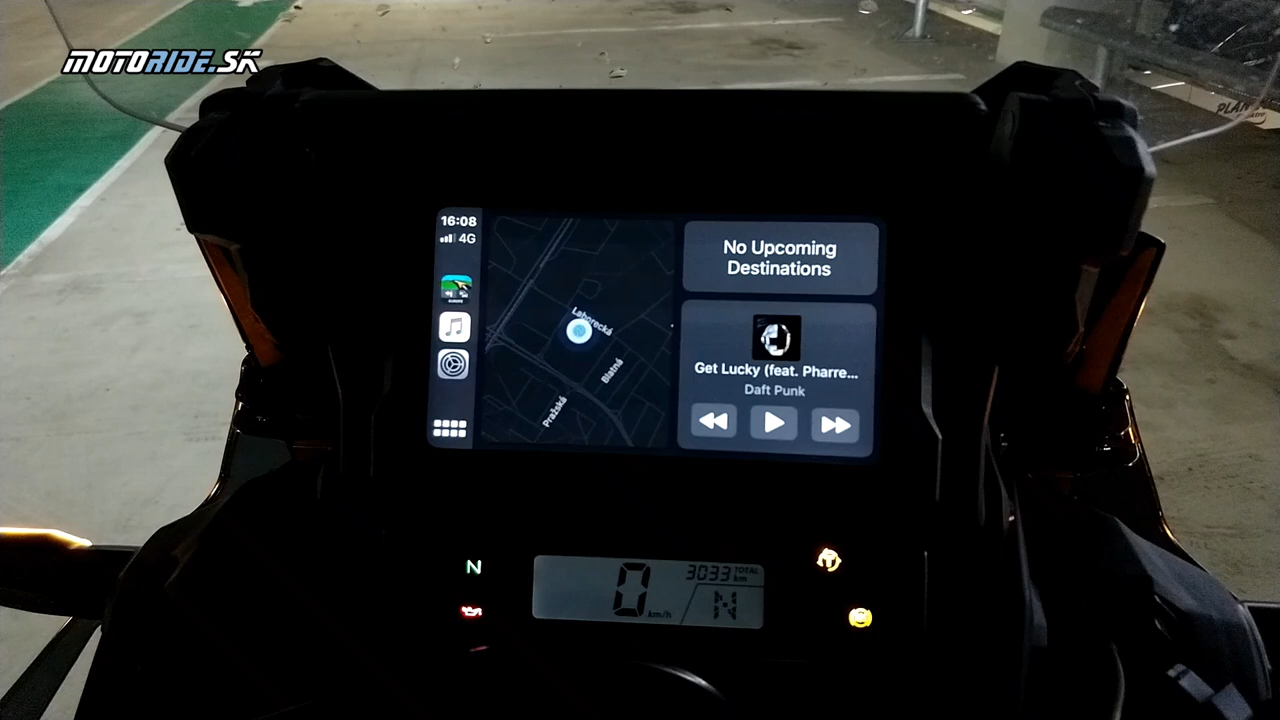 MOTORIDE.SK
16:08
4G
Laborecká
Blatná
Pražská
No Upcoming
Destinations
Get Lucky (feat. Pharre...
Daft Punk
N
0 km/h
3033 TOTAL km
N